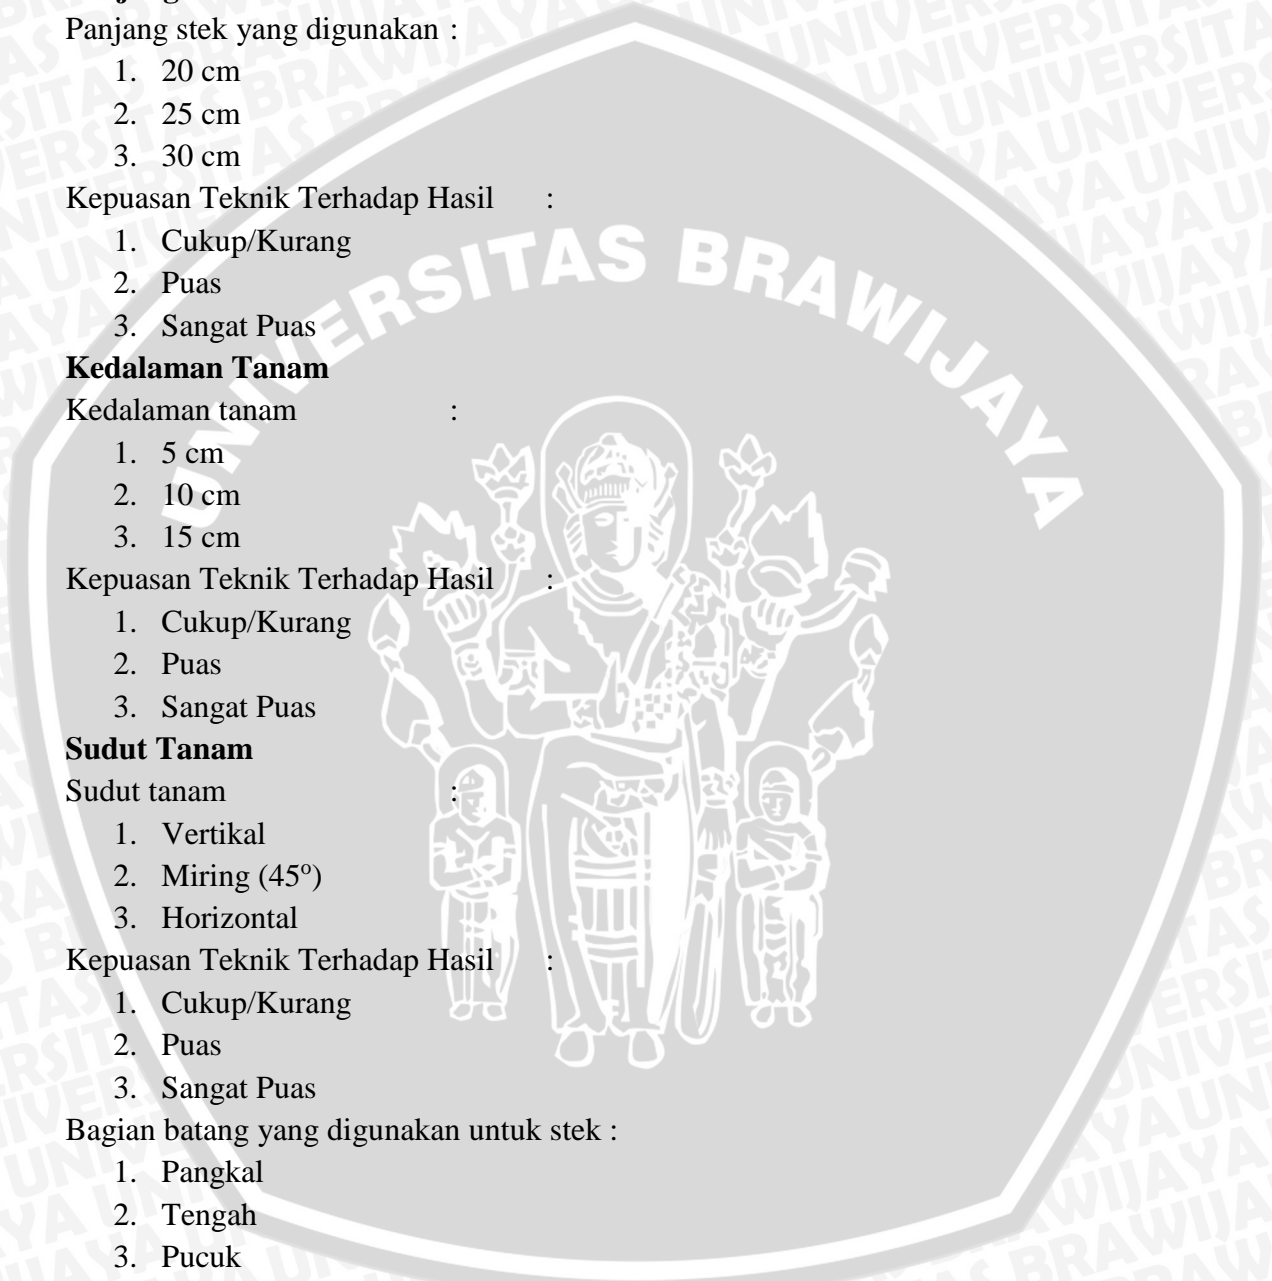 Panjang stek yang digunakan :
1. 20 cm
2. 25 cm
3. 30 cm
Kepuasan Teknik Terhadap Hasil :
1. Cukup/Kurang
2. Puas
3. Sangat Puas
Kedalaman Tanam
Kedalaman tanam :
1. 5 cm
2. 10 cm
3. 15 cm
Kepuasan Teknik Terhadap Hasil :
1. Cukup/Kurang
2. Puas
3. Sangat Puas
Sudut Tanam
Sudut tanam :
1. Vertikal
2. Miring (45º)
3. Horizontal
Kepuasan Teknik Terhadap Hasil :
1. Cukup/Kurang
2. Puas
3. Sangat Puas
Bagian batang yang digunakan untuk stek :
1. Pangkal
2. Tengah
3. Pucuk
UNIVERSITAS BRAWIJAYA